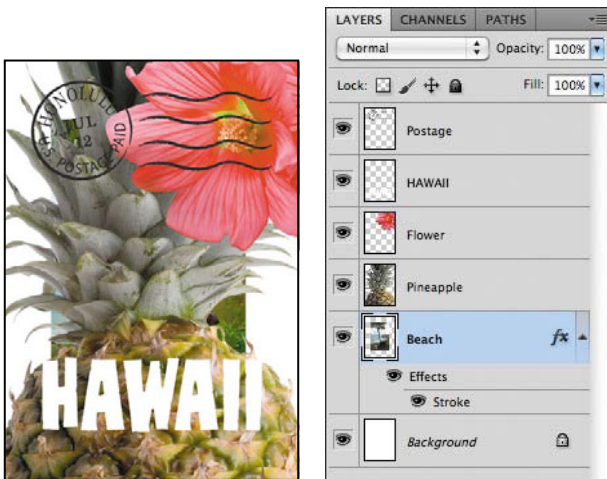 HONOLULU
JUL
12
U.S. POSTAGE PAID
HAWAII
LAYERS CHANNELS PATHS
Normal Opacity: 100%
Lock: Fill: 100%
Postage
HAWAII
Flower
Pineapple
Beach fx
Effects
Stroke
Background